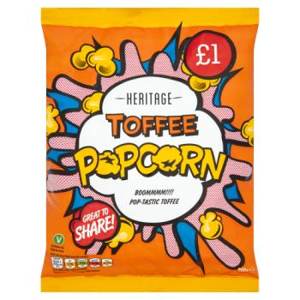 £1
HERITAGE
TOFFEE
POPCORN
BOOMMMM!!!!
POP-TASTIC TOFFEE
GREAT TO
SHARE!